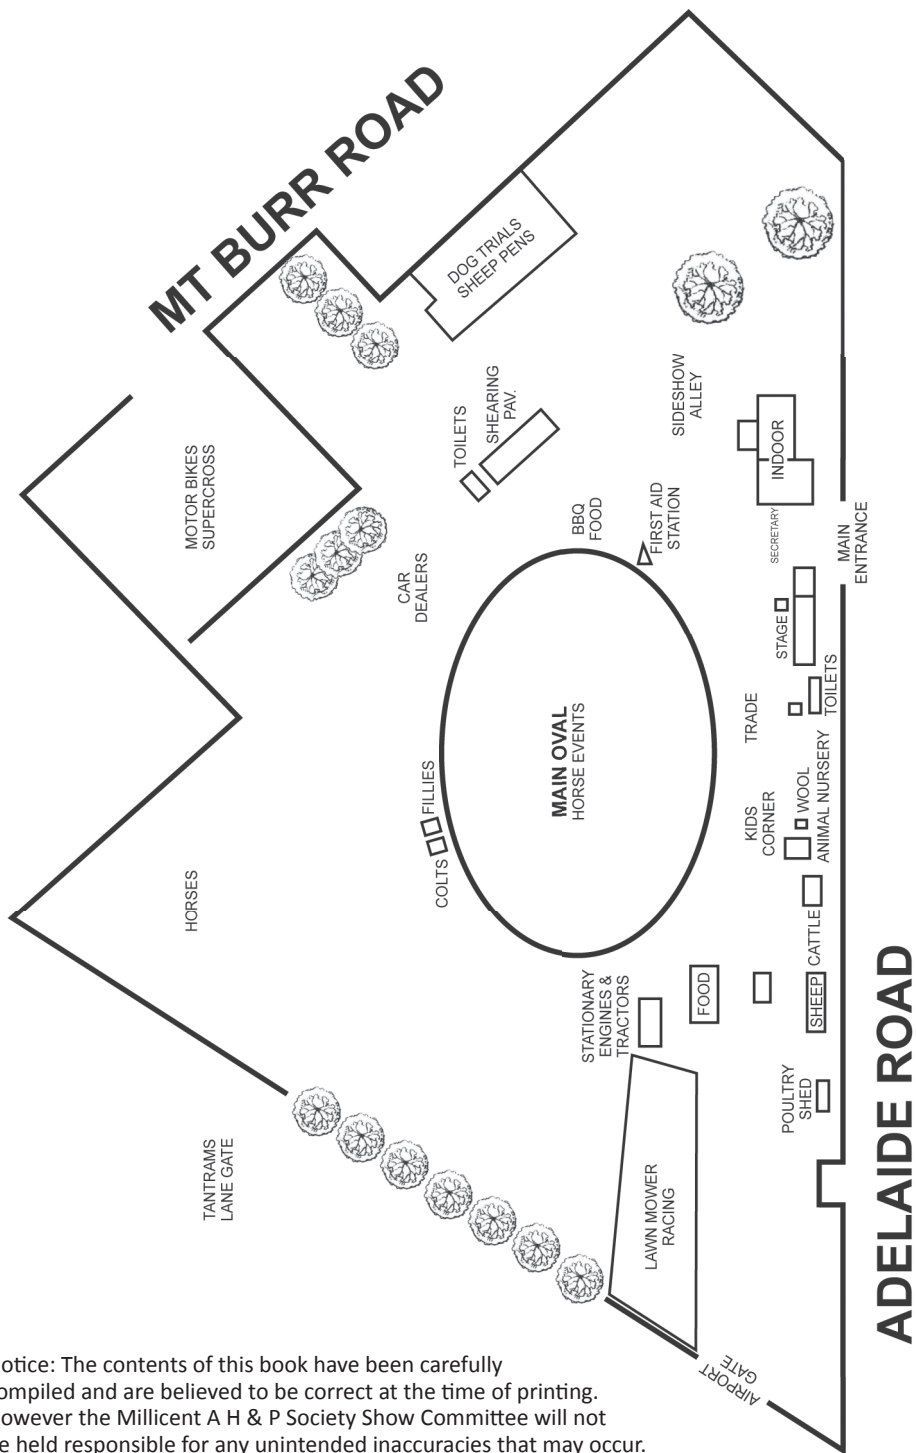 MT BURR ROAD
DOG TRIALS
SHEEP PENS
MOTOR BIKES
SUPERCROSS
TOILETS
SHEARING
PAV.
SIDESHOW
ALLEY
INDOOR
CAR
DEALERS
BBQ
FOOD
FIRST AID
STATION
SECRETARY
MAIN
ENTRANCE
STAGE
TOILETS
TRADE
MAIN OVAL
HORSE EVENTS
FILLIES
COLTS
KIDS
CORNER
WOOL
ANIMAL NURSERY
HORSES
CATTLE
STATIONARY
ENGINES &
TRACTORS
FOOD
SHEEP
POULTRY
SHED
TANTRAMS
LANE GATE
LAWN MOWER
RACING
AIRPORT
GATE
ADELAIDE ROAD
otice: The contents of this book have been carefully
ompiled and are believed to be correct at the time of printing.
owever the Millicent A H & P Society Show Committee will not
e held responsible for any unintended inaccuracies that may occur.